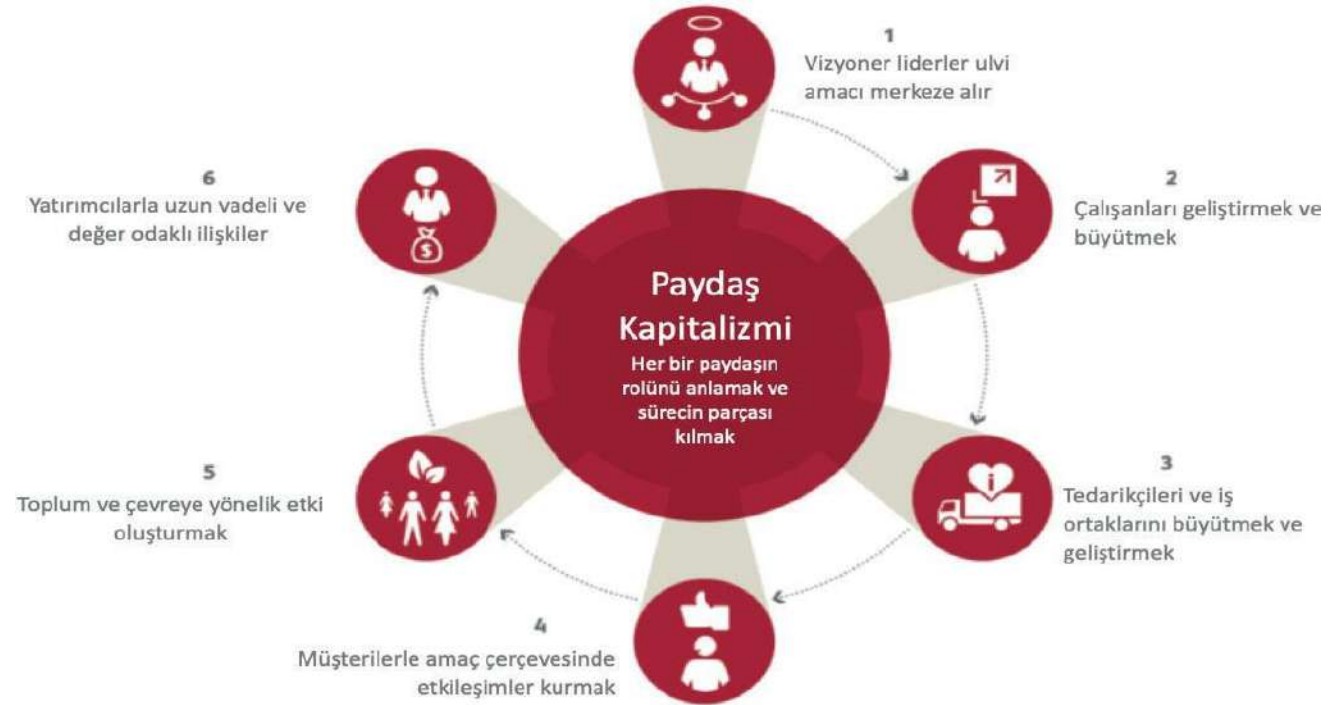 Paydaş
Kapitalizmi
Her bir paydaşın
rolünü anlamak ve
sürecin parçası
kılmak
1
Vizyoner liderler ulvi
amacı merkeze alır
2
Çalışanları geliştirmek ve
büyütmek
3
Tedarikçileri ve iş
ortaklarını büyütmek ve
geliştirmek
4
Müşterilerle amaç çerçevesinde
etkileşimler kurmak
5
Toplum ve çevreye yönelik etki
oluşturmak
6
Yatırımcılarla uzun vadeli ve
değer odaklı ilişkiler
$
i